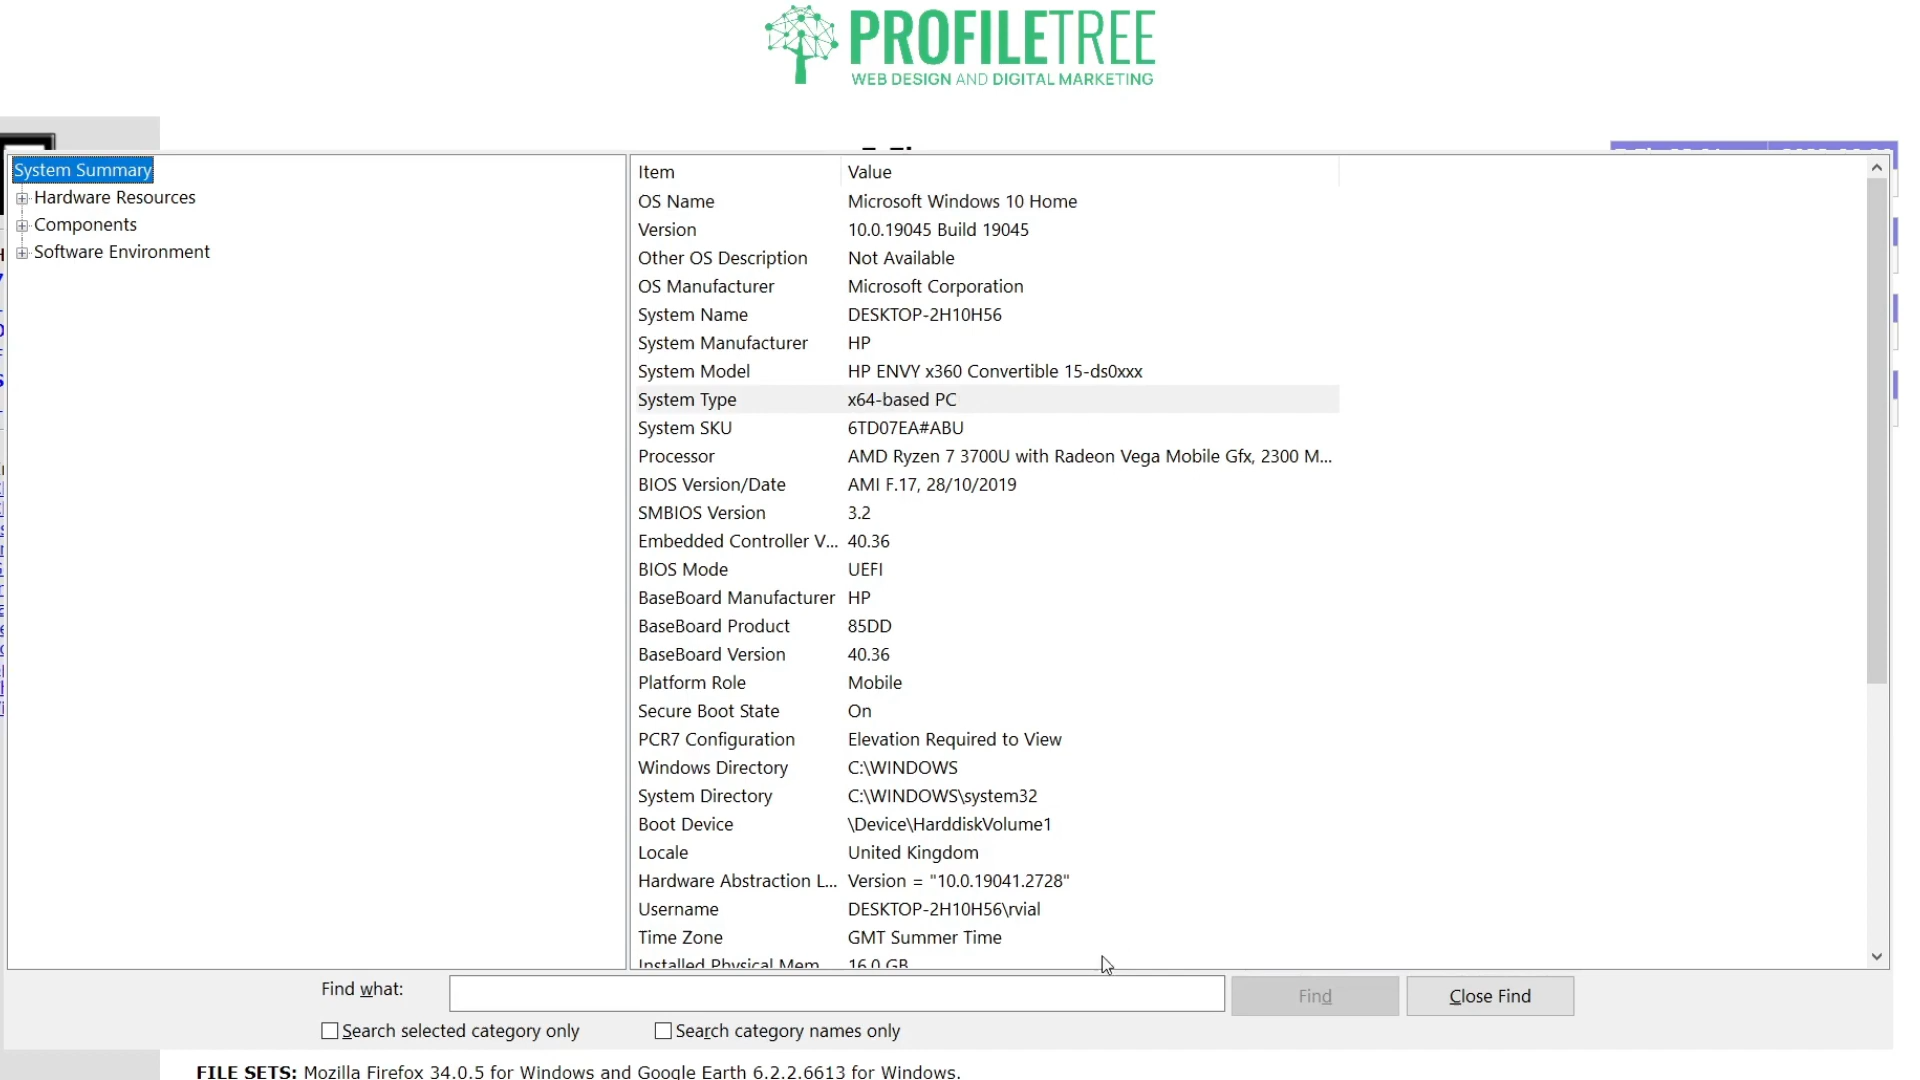 PROFILETREE
WEB DESIGN AND DIGITAL MARKETING
System Summary
Hardware Resources
Components
Software Environment
Item Value
OS Name Microsoft Windows 10 Home
Version 10.0.19045 Build 19045
Other OS Description Not Available
OS Manufacturer Microsoft Corporation
System Name DESKTOP-2H10H56
System Manufacturer HP
System Model HP ENVY x360 Convertible 15-ds0xxx
System Type x64-based PC
System SKU 6TD07EA#ABU
Processor AMD Ryzen 7 3700U with Radeon Vega Mobile Gfx, 2300 M...
BIOS Version/Date AMI F.17, 28/10/2019
SMBIOS Version 3.2
Embedded Controller V... 40.36
BIOS Mode UEFI
BaseBoard Manufacturer HP
BaseBoard Product 85DD
BaseBoard Version 40.36
Platform Role Mobile
Secure Boot State On
PCR7 Configuration Elevation Required to View
Windows Directory C:\WINDOWS
System Directory C:\WINDOWS\system32
Boot Device \Device\HarddiskVolume1
Locale United Kingdom
Hardware Abstraction L... Version = "10.0.19041.2728"
Username DESKTOP-2H10H56\rvial
Time Zone GMT Summer Time
Installed Physical Mem 16.0 GB
Find what:
Find
Close Find
Search selected category only
Search category names only
FILE SETS: Mozilla Firefox 34.0.5 for Windows and Google Earth 6.2.2.6613 for Windows.